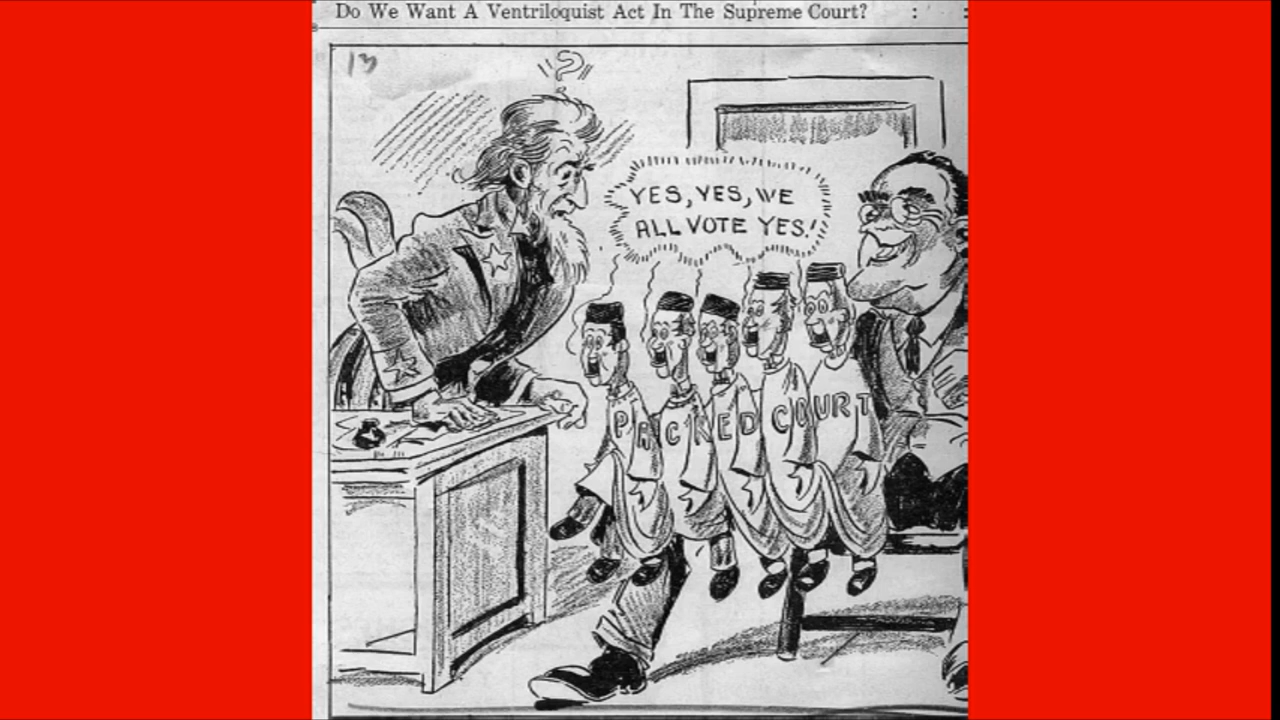 Do We Want A Ventriloquist Act In The Supreme Court? :
13
?
YES, YES, WE
ALL VOTE YES!
PACKED COURT